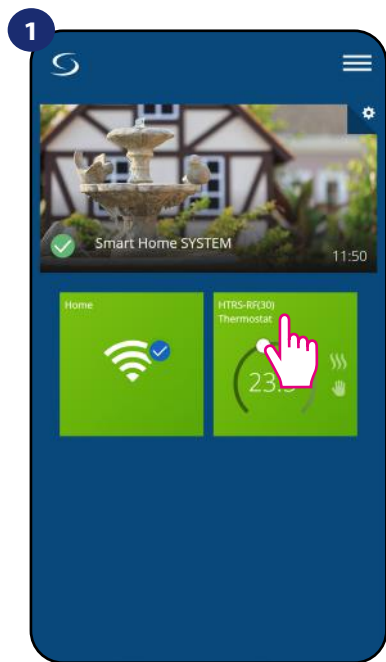 1
Smart Home SYSTEM
11:50
Home
HTRS-RF(30)
Thermostat